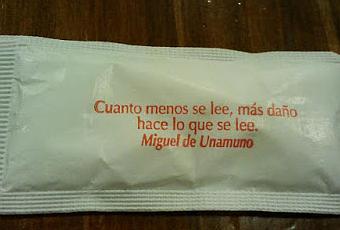 Cuanto menos se lee, más daño
hace lo que se lee.
Miguel de Unamuno